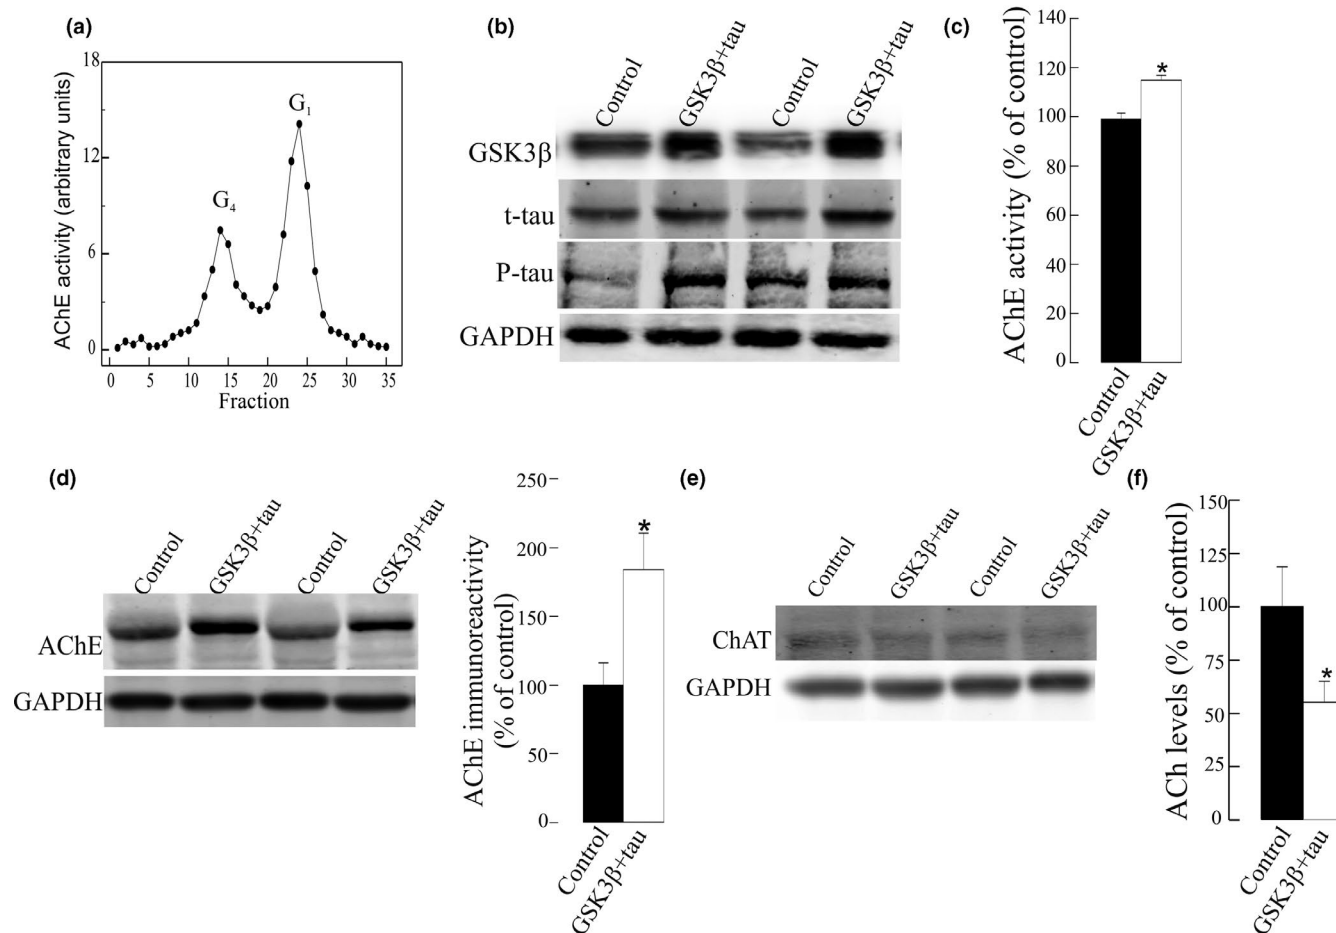 (a)
AChE activity (arbitrary units)
18
12
6
0
G4
G1
0 5 10 15 20 25 30 35
Fraction
(b)
Control
GSK3β+tau
Control
GSK3β+tau
GSK3β
t-tau
P-tau
GAPDH
(c)
AChE activity (% of control)
140
120
100
80
60
40
20
0
*
Control
GSK3β+tau
(d)
Control
GSK3β+tau
Control
GSK3β+tau
AChE
GAPDH
AChE immunoreactivity
(% of control)
250
200
150
100
50
0
*
Control
GSK3β+tau
(e)
Control
GSK3β+tau
Control
GSK3β+tau
ChAT
GAPDH
(f)
ACh levels (% of control)
150
125
100
75
50
25
0
*
Control
GSK3β+tau